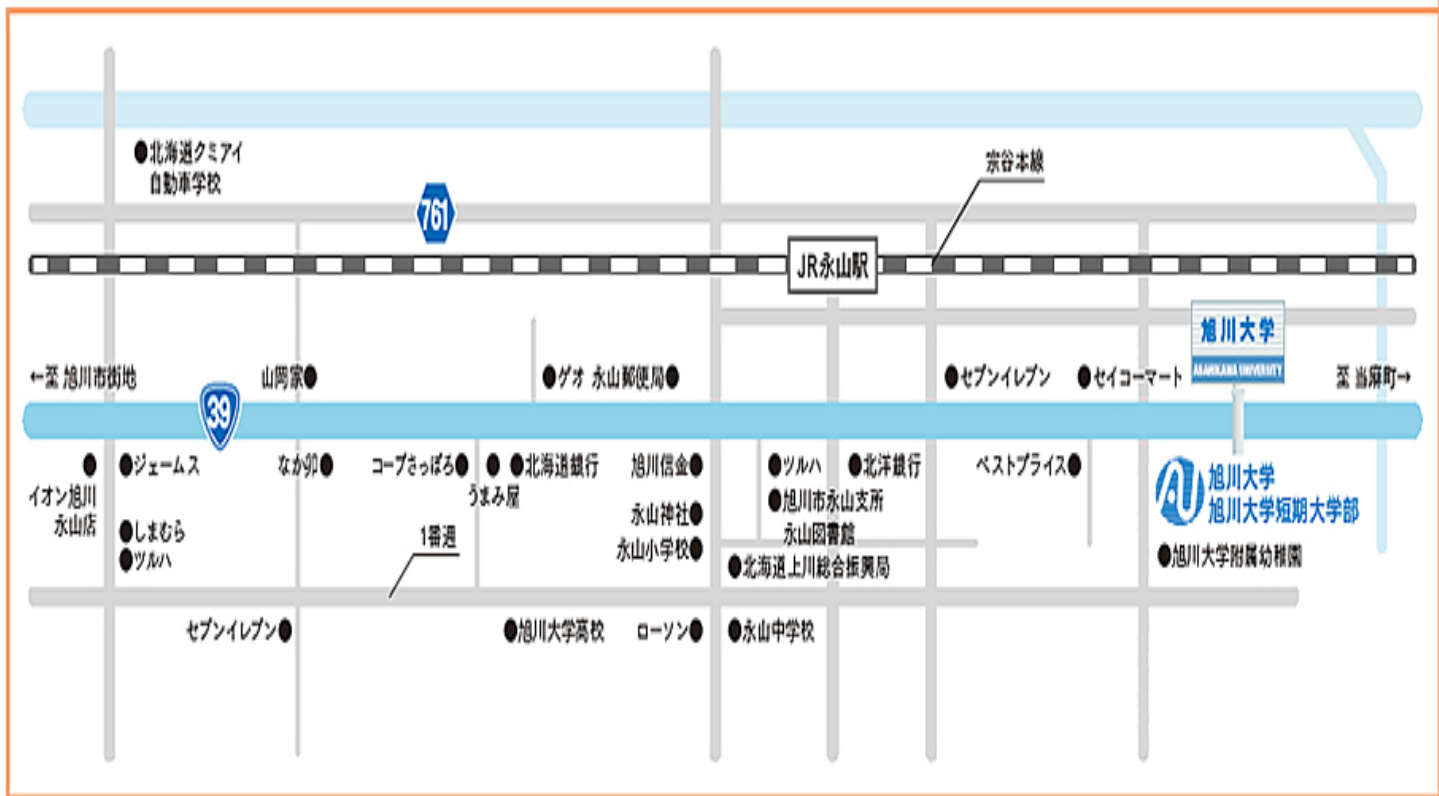 ●北海道クミアイ
自動車学校
宗谷本線
761
JR永山駅
旭川大学
ASAHIKAWA UNIVERSITY
←至 旭川市街地
山岡家●
●ゲオ
永山郵便局●
●セブンイレブン
●セイコーマート
至 当麻町→
39
●
イオン旭川
永山店
●ジェームス
なか卯●
コープさっぽろ●
●
うまみ屋
●北海道銀行
旭川信金●
●ツルハ
●北洋銀行
ベストプライス●
旭川大学
旭川大学短期大学部
●しまむら
●ツルハ
永山神社●
永山小学校●
●旭川市永山支所
永山図書館
●北海道上川総合振興局
●旭川大学附属幼稚園
1番通
セブンイレブン●
●旭川大学高校
ローソン●
●永山中学校